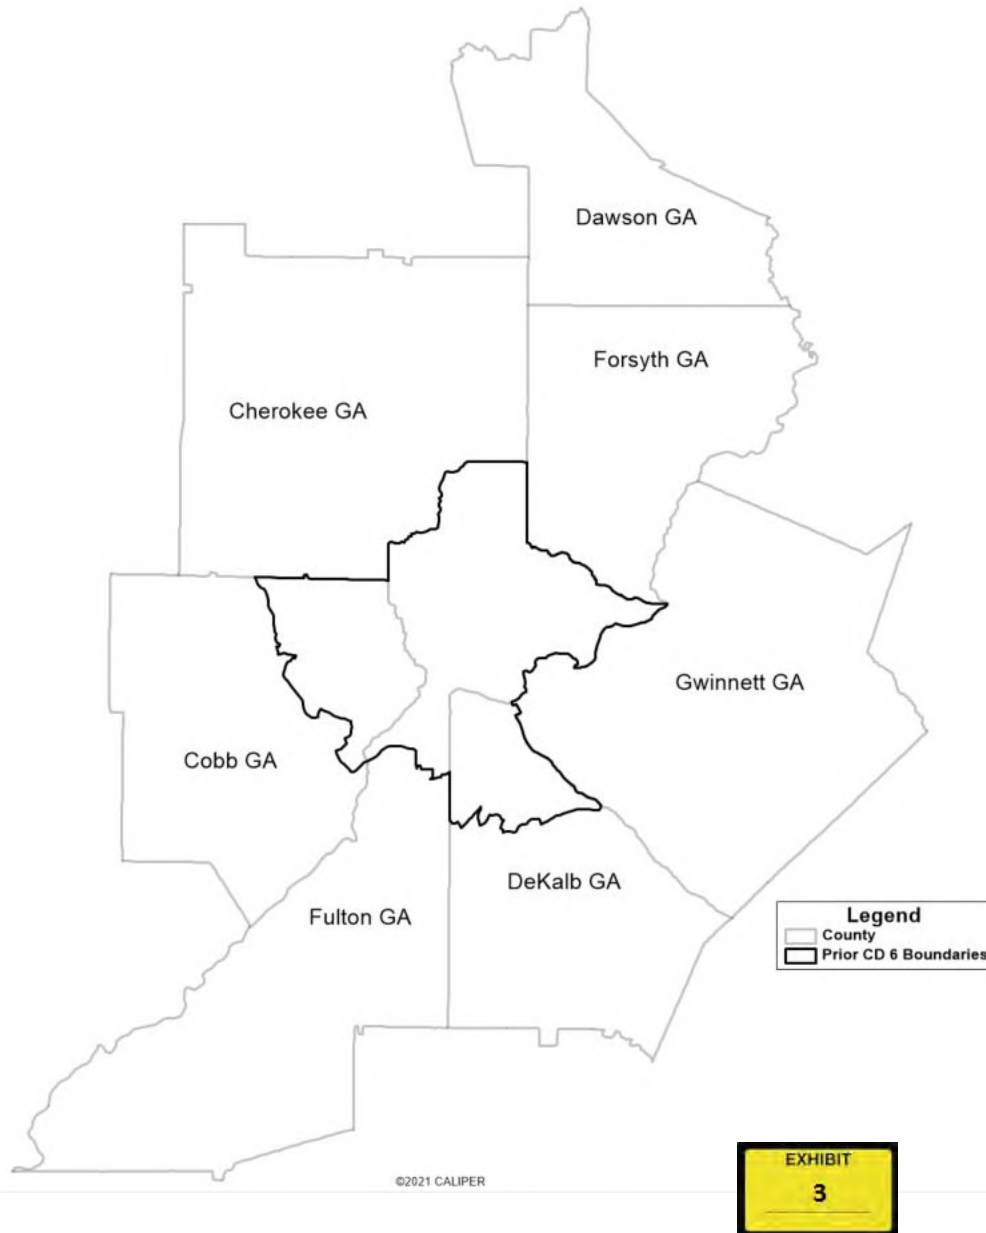 Dawson GA
Forsyth GA
Cherokee GA
Gwinnett GA
Cobb GA
DeKalb GA
Fulton GA
Legend
County
Prior CD 6 Boundaries
©2021 CALIPER
EXHIBIT
3